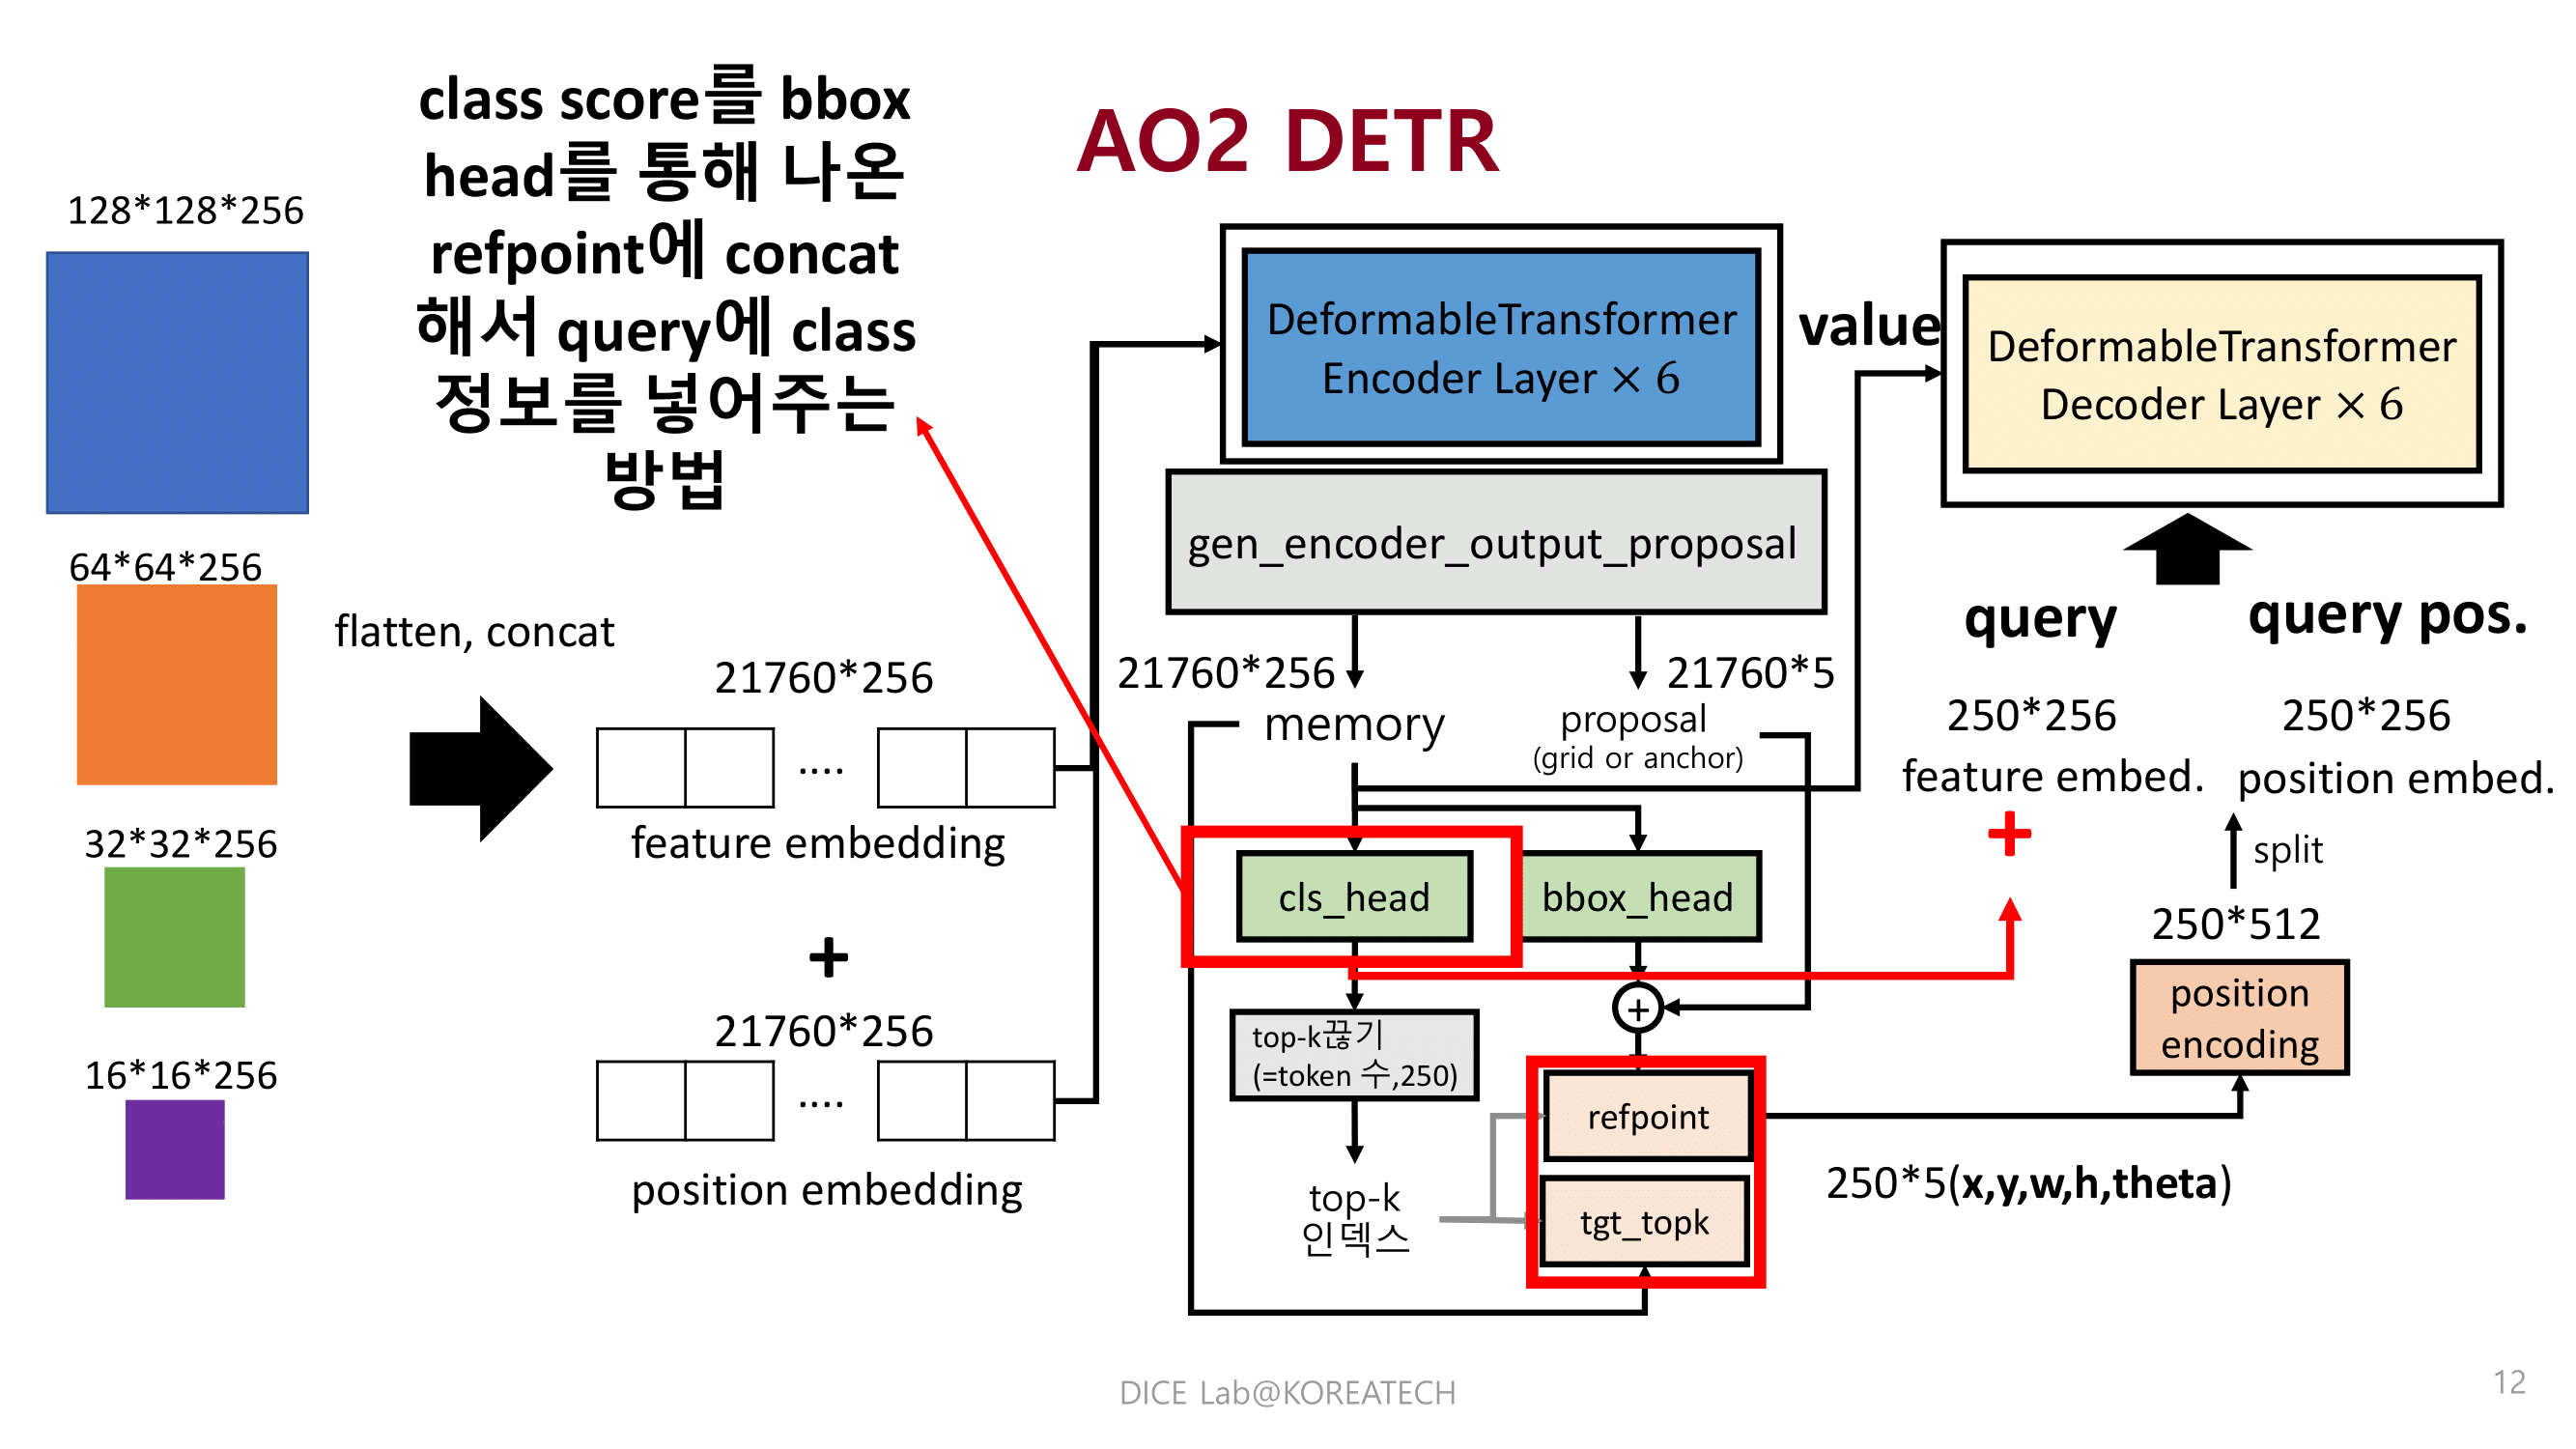 class score를 bbox
head를 통해 나온
refpoint에 concat
해서 query에 class
정보를 넣어주는
방법
AO2 DETR
128*128*256
64*64*256
32*32*256
16*16*256
flatten, concat
21760*256
....
feature embedding
+
21760*256
....
position embedding
DeformableTransformer
Encoder Layer × 6
gen_encoder_output_proposal
21760*256
memory
21760*5
proposal
(grid or anchor)
cls_head
bbox_head
+
top-k끊기
(=token 수,250)
top-k
인덱스
refpoint
tgt_topk
250*5(x,y,w,h,theta)
value
DeformableTransformer
Decoder Layer × 6
query
query pos.
250*256
feature embed.
+
250*256
position embed.
split
250*512
position
encoding
DICE Lab@KOREATECH
12